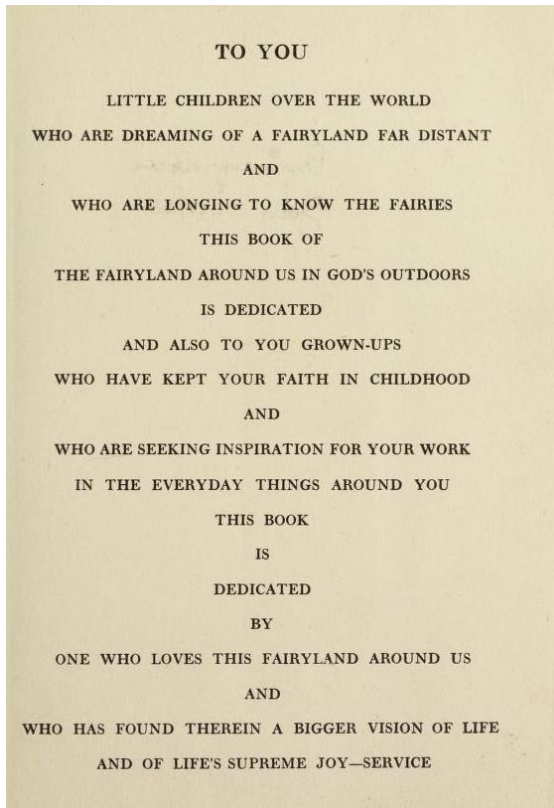 TO YOU
LITTLE CHILDREN OVER THE WORLD
WHO ARE DREAMING OF A FAIRYLAND FAR DISTANT
AND
WHO ARE LONGING TO KNOW THE FAIRIES
THIS BOOK OF
THE FAIRYLAND AROUND US IN GOD'S OUTDOORS
IS DEDICATED
AND ALSO TO YOU GROWN-UPS
WHO HAVE KEPT YOUR FAITH IN CHILDHOOD
AND
WHO ARE SEEKING INSPIRATION FOR YOUR WORK
IN THE EVERYDAY THINGS AROUND YOU
THIS BOOK
IS
DEDICATED
BY
ONE WHO LOVES THIS FAIRYLAND AROUND US
AND
WHO HAS FOUND THEREIN A BIGGER VISION OF LIFE
AND OF LIFE'S SUPREME JOY—SERVICE